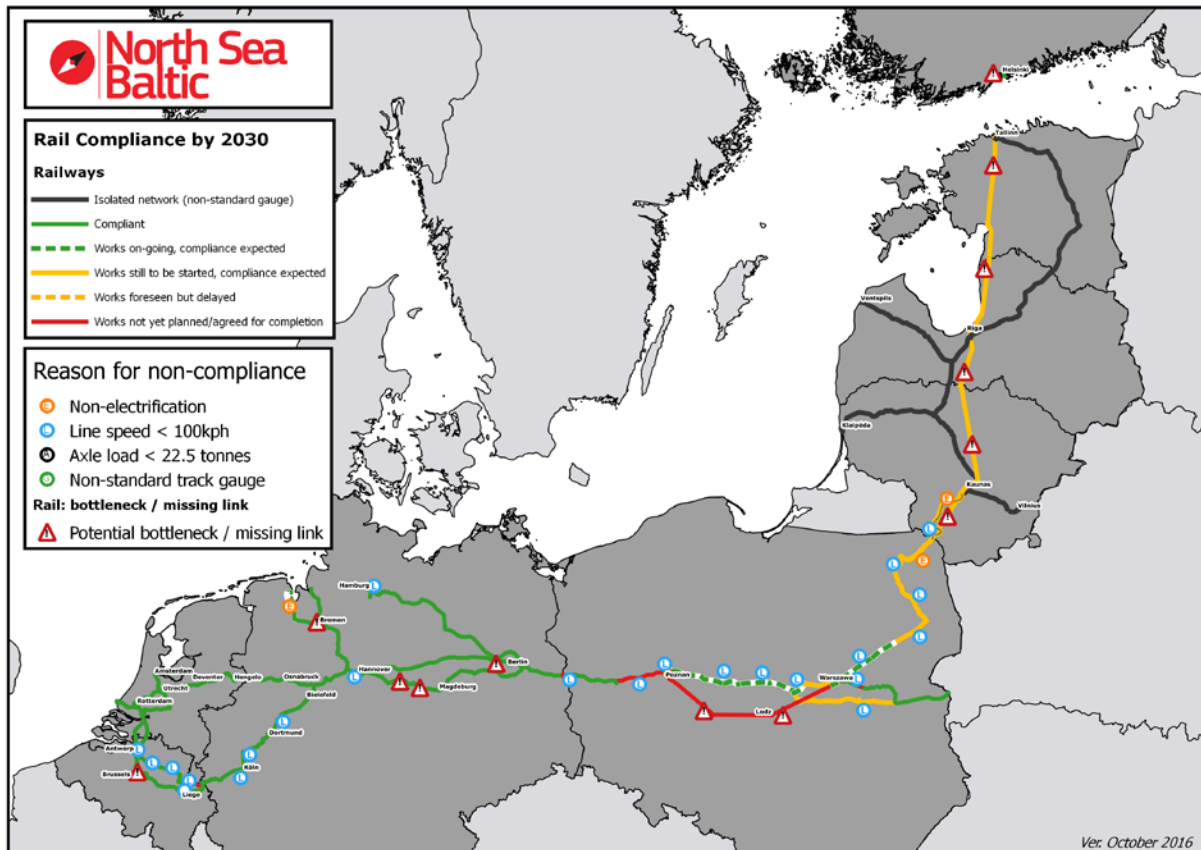 North Sea
Baltic
Rail Compliance by 2030
Railways
Isolated network (non-standard gauge)
Compliant
Works on-going, compliance expected
Works still to be started, compliance expected
Works foreseen but delayed
Works not yet planned/agreed for completion
Reason for non-compliance
E Non-electrification
L Line speed < 100kph
A Axle load < 22.5 tonnes
Non-standard track gauge
Rail: bottleneck / missing link
! Potential bottleneck / missing link
Helsinki
Tallinn
Ventspils
Riga
Klaipėda
Kaunas
Vilnius
Hamburg
Bremen
Berlin
Hannover
Magdeburg
Amsterdam
Utrecht
Deventer
Hengelo
Osnabruck
Bielefeld
Rotterdam
Dortmund
Antwerp
Köln
Brussels
Liege
Poznan
Warszawa
Lodz
Ver. October 2016